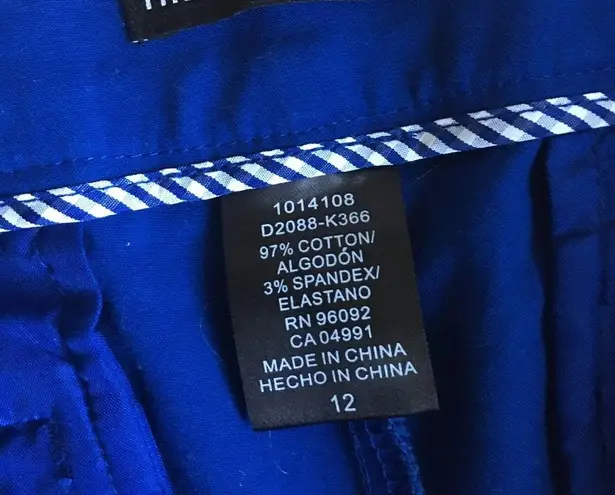 1014108
D2088-K366
97% COTTON/
ALGODÓN
3% SPANDEX/
ELASTANO
RN 96092
CA 04991
MADE IN CHINA
HECHO IN CHINA
12